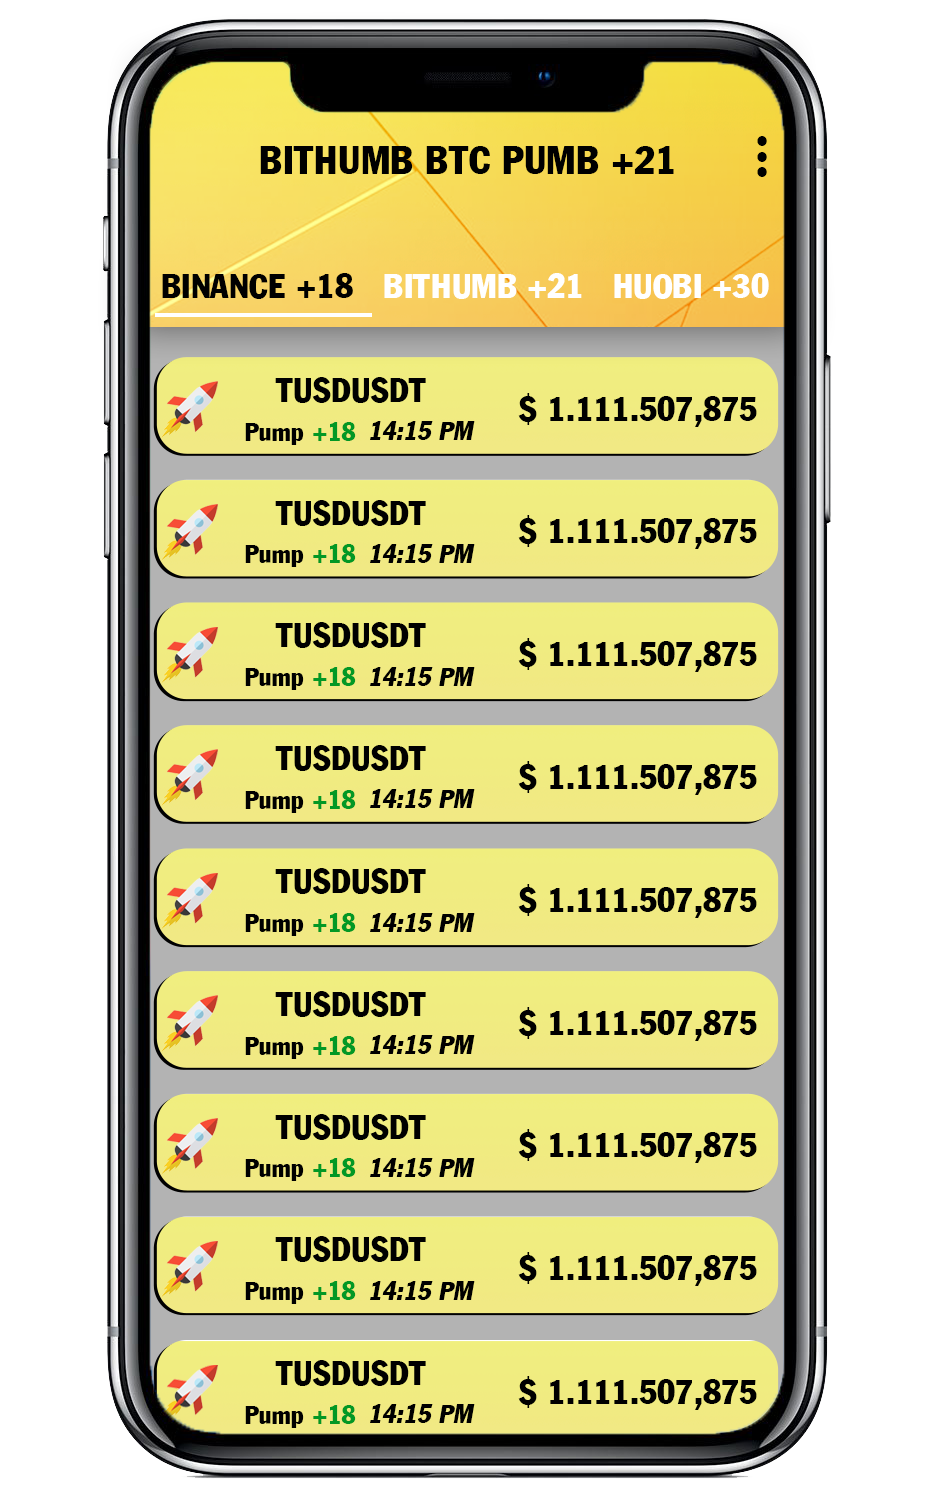 BITHUMB BTC PUMB +21
BINANCE +18 BITHUMB +21 HUOBI +30
TUSDUSDT
Pump +18 14:15 PM
$ 1.111.507,875
TUSDUSDT
Pump +18 14:15 PM
$ 1.111.507,875
TUSDUSDT
Pump +18 14:15 PM
$ 1.111.507,875
TUSDUSDT
Pump +18 14:15 PM
$ 1.111.507,875
TUSDUSDT
Pump +18 14:15 PM
$ 1.111.507,875
TUSDUSDT
Pump +18 14:15 PM
$ 1.111.507,875
TUSDUSDT
Pump +18 14:15 PM
$ 1.111.507,875
TUSDUSDT
Pump +18 14:15 PM
$ 1.111.507,875
TUSDUSDT
Pump +18 14:15 PM
$ 1.111.507,875